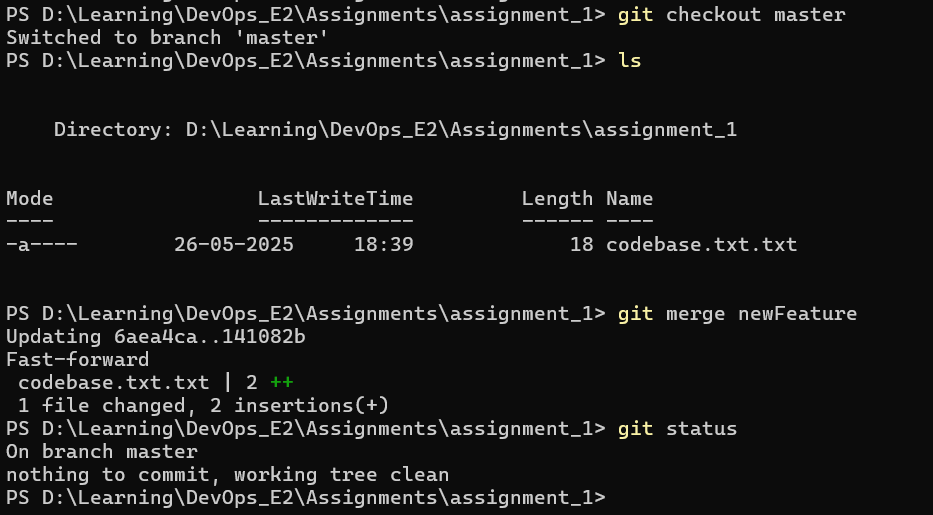 PS D:\Learning\DevOps_E2\Assignments\assignment_1> git checkout master
Switched to branch 'master'
PS D:\Learning\DevOps_E2\Assignments\assignment_1> ls
Directory: D:\Learning\DevOps_E2\Assignments\assignment_1
Mode LastWriteTime Length Name
---- ------------- ------ ----
-a---- 26-05-2025 18:39 18 codebase.txt.txt
PS D:\Learning\DevOps_E2\Assignments\assignment_1> git merge newFeature
Updating 6aea4ca..141082b
Fast-forward
codebase.txt.txt | 2 ++
1 file changed, 2 insertions(+)
PS D:\Learning\DevOps_E2\Assignments\assignment_1> git status
On branch master
nothing to commit, working tree clean
PS D:\Learning\DevOps_E2\Assignments\assignment_1>